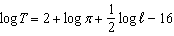 log T = 2 + log π + 1/2 log ℓ − 16